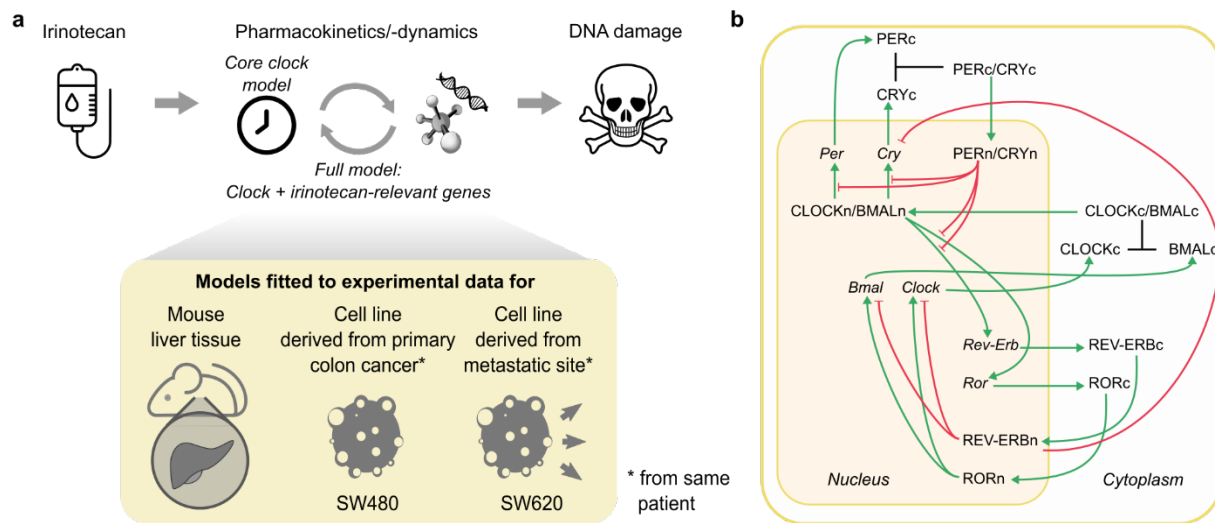 a
Irinotecan
Pharmacokinetics/-dynamics
DNA damage
Core clock
model
Full model:
Clock + irinotecan-relevant genes
Models fitted to experimental data for
Mouse
liver tissue
Cell line
derived from primary
colon cancer*
Cell line
derived from
metastatic site*
SW480
SW620
* from same
patient
b
PERc
PERc/CRYc
CRYc
Per
Cry
PERn/CRYn
CLOCKn/BMALn
CLOCKc/BMALc
CLOCKc
BMALc
Bmal
Clock
Rev-Erb
REV-ERBc
Ror
RORc
REV-ERBn
RORn
Nucleus
Cytoplasm